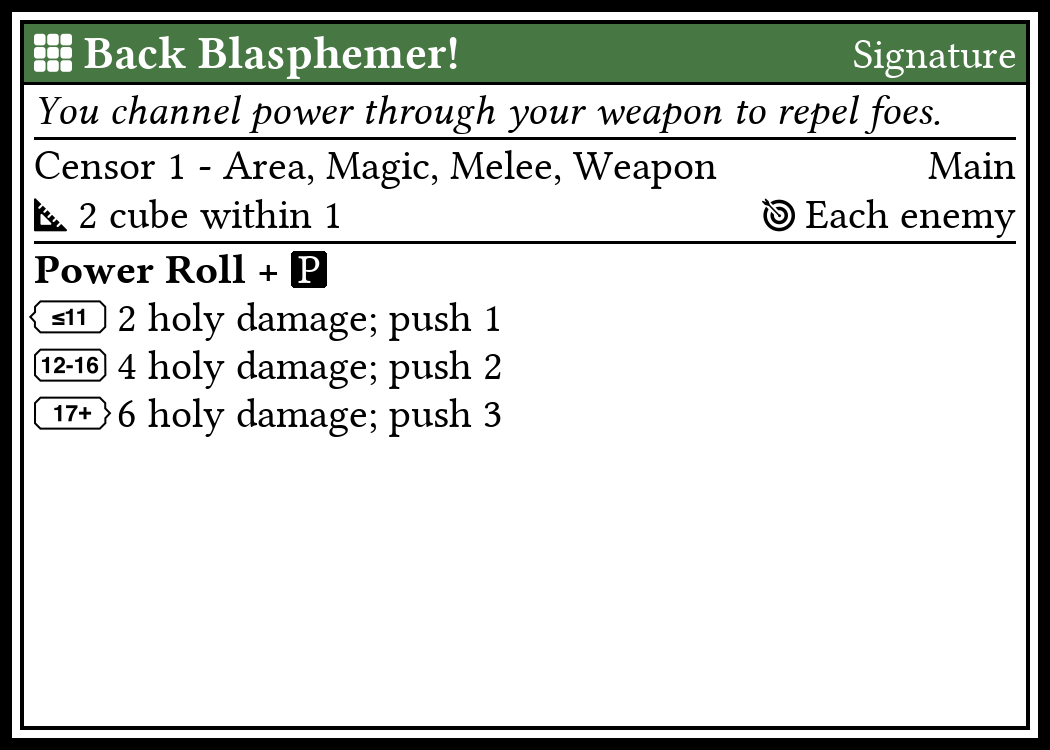 Back Blasphemer! Signature
You channel power through your weapon to repel foes.
Censor 1 - Area, Magic, Melee, Weapon Main
2 cube within 1 Each enemy
Power Roll + P
≤11 2 holy damage; push 1
12-16 4 holy damage; push 2
17+ 6 holy damage; push 3